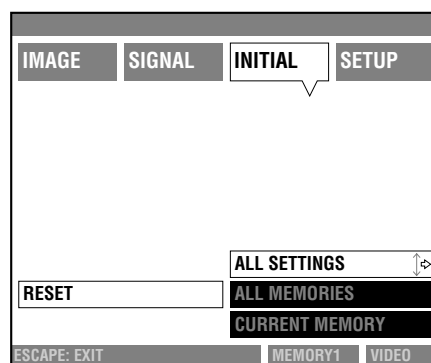 IMAGE SIGNAL INITIAL SETUP
ALL SETTINGS
RESET ALL MEMORIES
CURRENT MEMORY
ESCAPE: EXIT MEMORY1 VIDEO